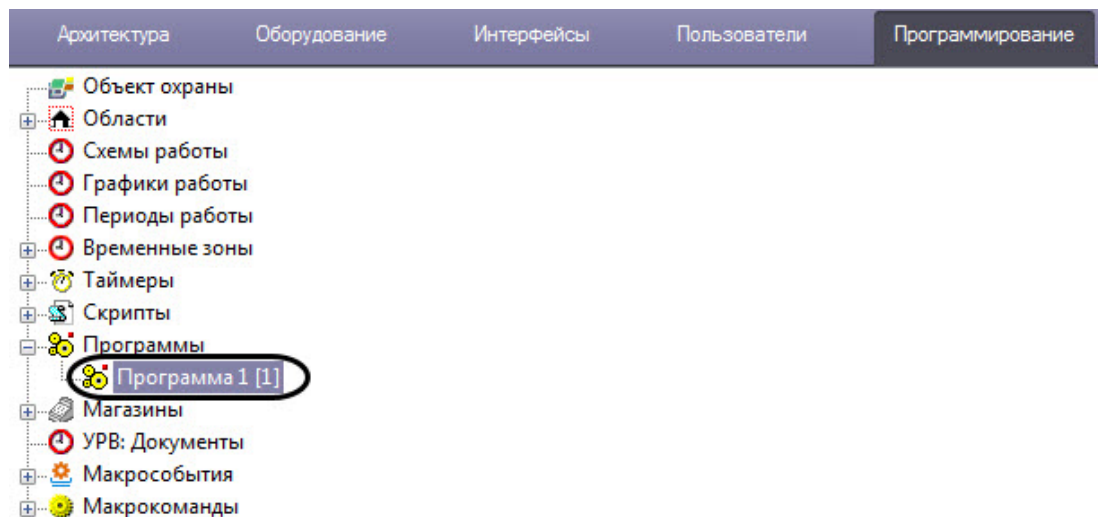 Архитектура Оборудование Интерфейсы Пользователи Программирование
Объект охраны
Области
Схемы работы
Графики работы
Периоды работы
Временные зоны
Таймеры
Скрипты
Программы
Программа 1 [1]
Магазины
УРВ: Документы
Макрособытия
Макрокоманды